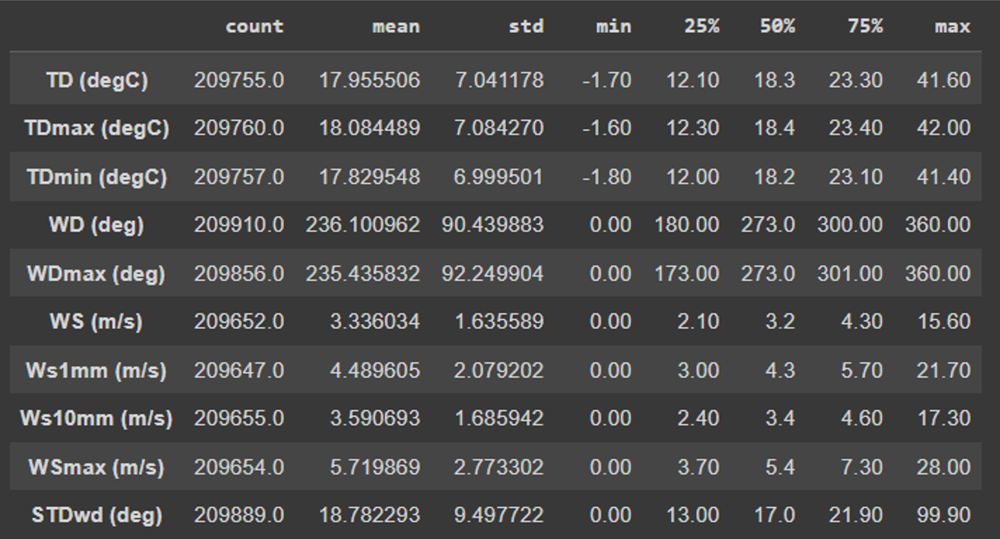 count mean std min 25% 50% 75% max
TD (degC) 209755.0 17.955506 7.041178 -1.70 12.10 18.3 23.30 41.60
TDmax (degC) 209760.0 18.084489 7.084270 -1.60 12.30 18.4 23.40 42.00
TDmin (degC) 209757.0 17.829548 6.999501 -1.80 12.00 18.2 23.10 41.40
WD (deg) 209910.0 236.100962 90.439883 0.00 180.00 273.0 300.00 360.00
WDmax (deg) 209856.0 235.435832 92.249904 0.00 173.00 273.0 301.00 360.00
WS (m/s) 209652.0 3.336034 1.635589 0.00 2.10 3.2 4.30 15.60
Ws1mm (m/s) 209647.0 4.489605 2.079202 0.00 3.00 4.3 5.70 21.70
Ws10mm (m/s) 209655.0 3.590693 1.685942 0.00 2.40 3.4 4.60 17.30
WSmax (m/s) 209654.0 5.719869 2.773302 0.00 3.70 5.4 7.30 28.00
STDwd (deg) 209889.0 18.782293 9.497722 0.00 13.00 17.0 21.90 99.90